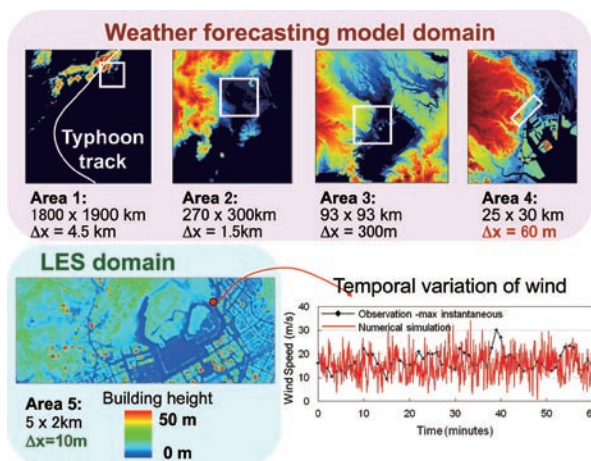 Weather forecasting model domain
Typhoon
track
Area 1:
1800 x 1900 km
Δx = 4.5 km
Area 2:
270 x 300km
Δx = 1.5km
Area 3:
93 x 93 km
Δx = 300m
Area 4:
25 x 30 km
Δx = 60 m
LES domain
Area 5:
5 x 2km
Δx=10m
Building height
50 m
0 m
Temporal variation of wind
Observation -max instantaneous
Numerical simulation
Wind Speed (m/s)
40
30
20
10
0
0 10 20 30 40 50 60
Time (minutes)